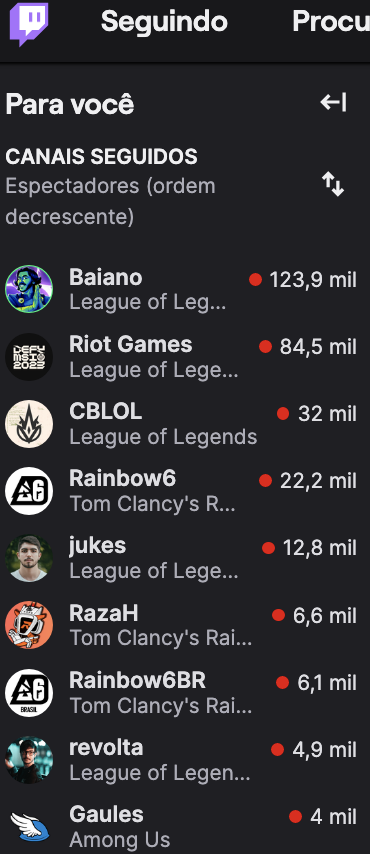 Seguindo Procu
Para você
CANAIS SEGUIDOS
Espectadores (ordem
decrescente)
Baiano 123,9 mil
League of Leg...
DEFY
MSI
2023
Riot Games 84,5 mil
League of Lege...
CBLOL 32 mil
League of Legends
Rainbow6 22,2 mil
Tom Clancy's R...
jukes 12,8 mil
League of Lege...
RazaH 6,6 mil
Tom Clancy's Rai...
BRASIL
Rainbow6BR 6,1 mil
Tom Clancy's Rai...
revolta 4,9 mil
League of Legen...
Gaules 4 mil
Among Us